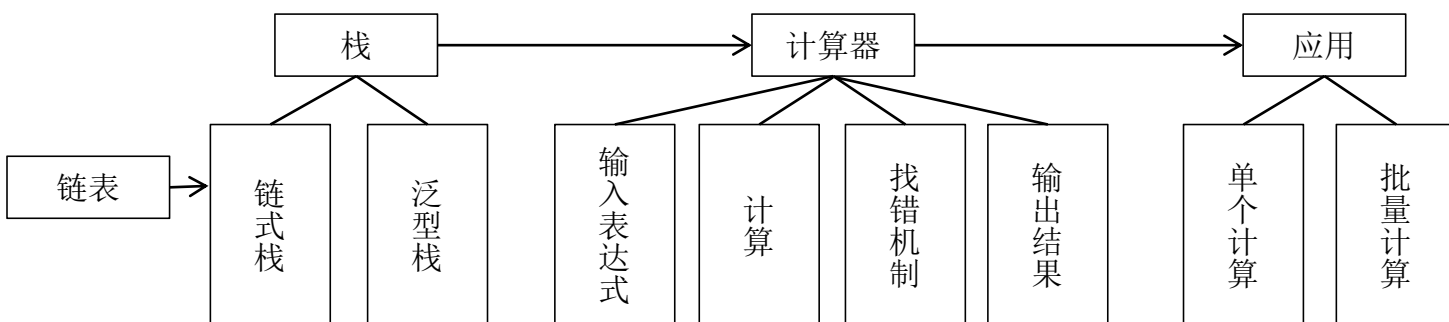 栈
计算器
应用
链表
链式栈
泛型栈
输入表达式
计算
找错机制
输出结果
单个计算
批量计算